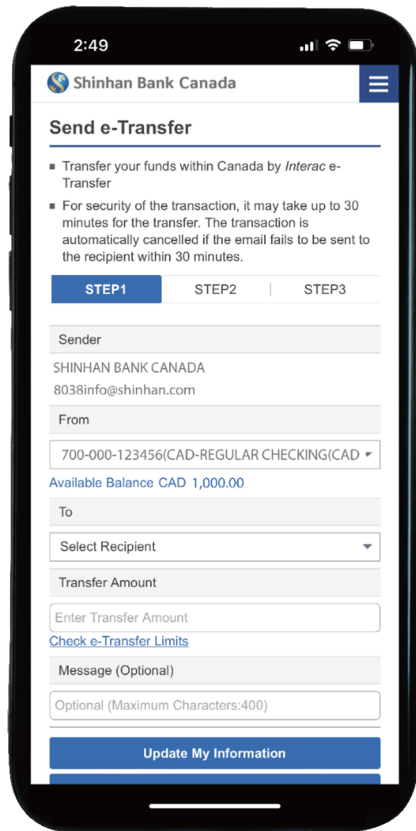 2:49
Shinhan Bank Canada
Send e-Transfer
Transfer your funds within Canada by Interac e-
Transfer
For security of the transaction, it may take up to 30
minutes for the transfer. The transaction is
automatically cancelled if the email fails to be sent to
the recipient within 30 minutes.
STEP1 STEP2 | STEP3
Sender
SHINHAN BANK CANADA
8038info@shinhan.com
From
700-000-123456(CAD-REGULAR CHECKING(CAD
Available Balance CAD 1,000.00
To
Select Recipient
Transfer Amount
Enter Transfer Amount
Check e-Transfer Limits
Message (Optional)
Optional (Maximum Characters:400)
Update My Information